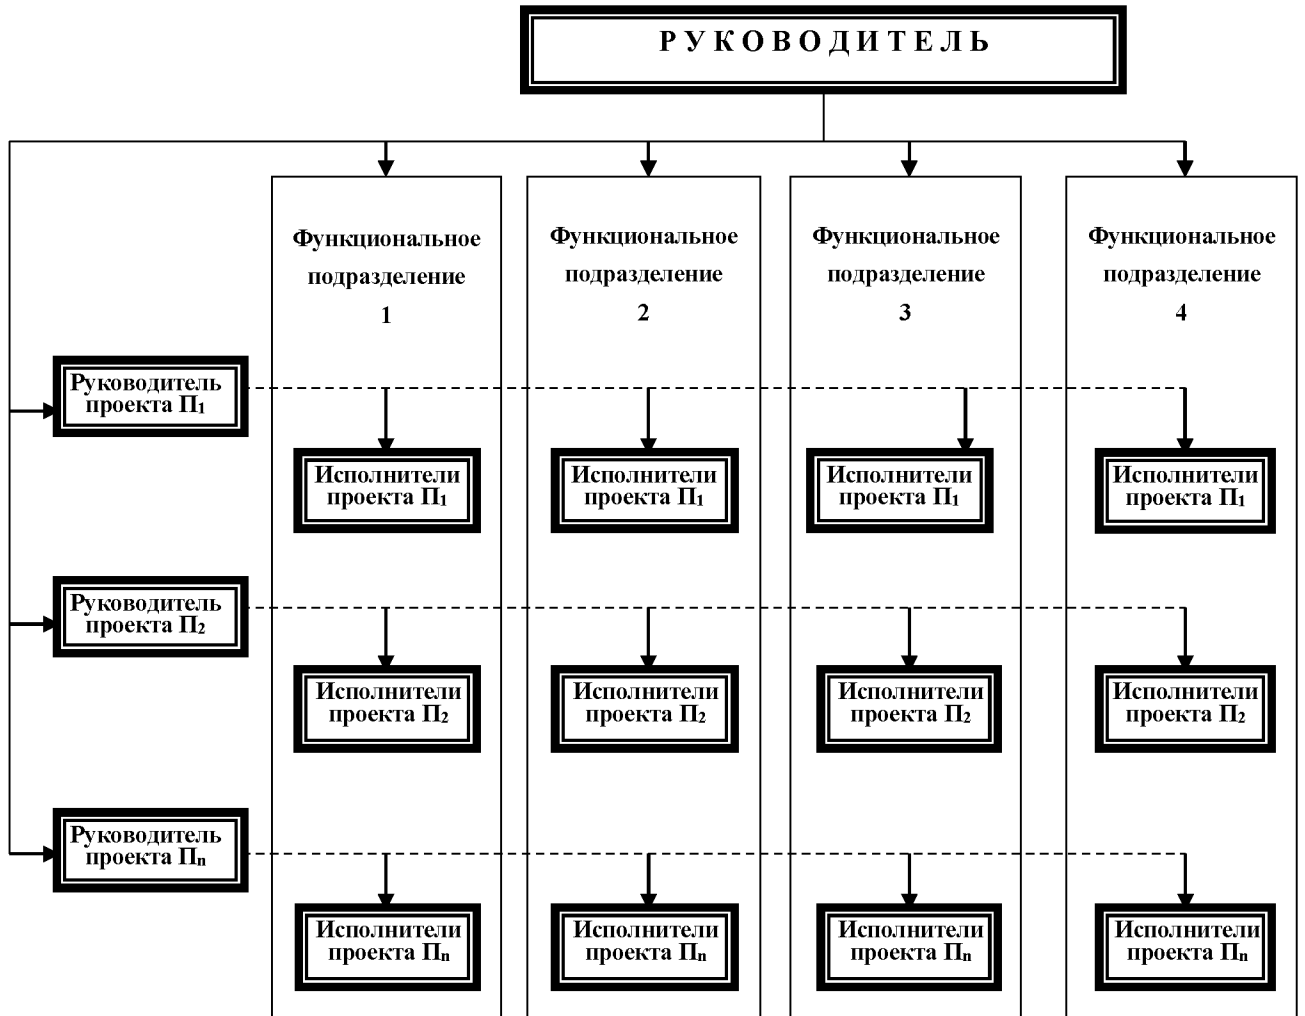 Р У К О В О Д И Т Е Л Ь
Функциональное
подразделение
1
Функциональное
подразделение
2
Функциональное
подразделение
3
Функциональное
подразделение
4
Руководитель
проекта П₁
Исполнители
проекта П₁
Исполнители
проекта П₁
Исполнители
проекта П₁
Исполнители
проекта П₁
Руководитель
проекта П₂
Исполнители
проекта П₂
Исполнители
проекта П₂
Исполнители
проекта П₂
Исполнители
проекта П₂
Руководитель
проекта Пₙ
Исполнители
проекта Пₙ
Исполнители
проекта Пₙ
Исполнители
проекта Пₙ
Исполнители
проекта Пₙ